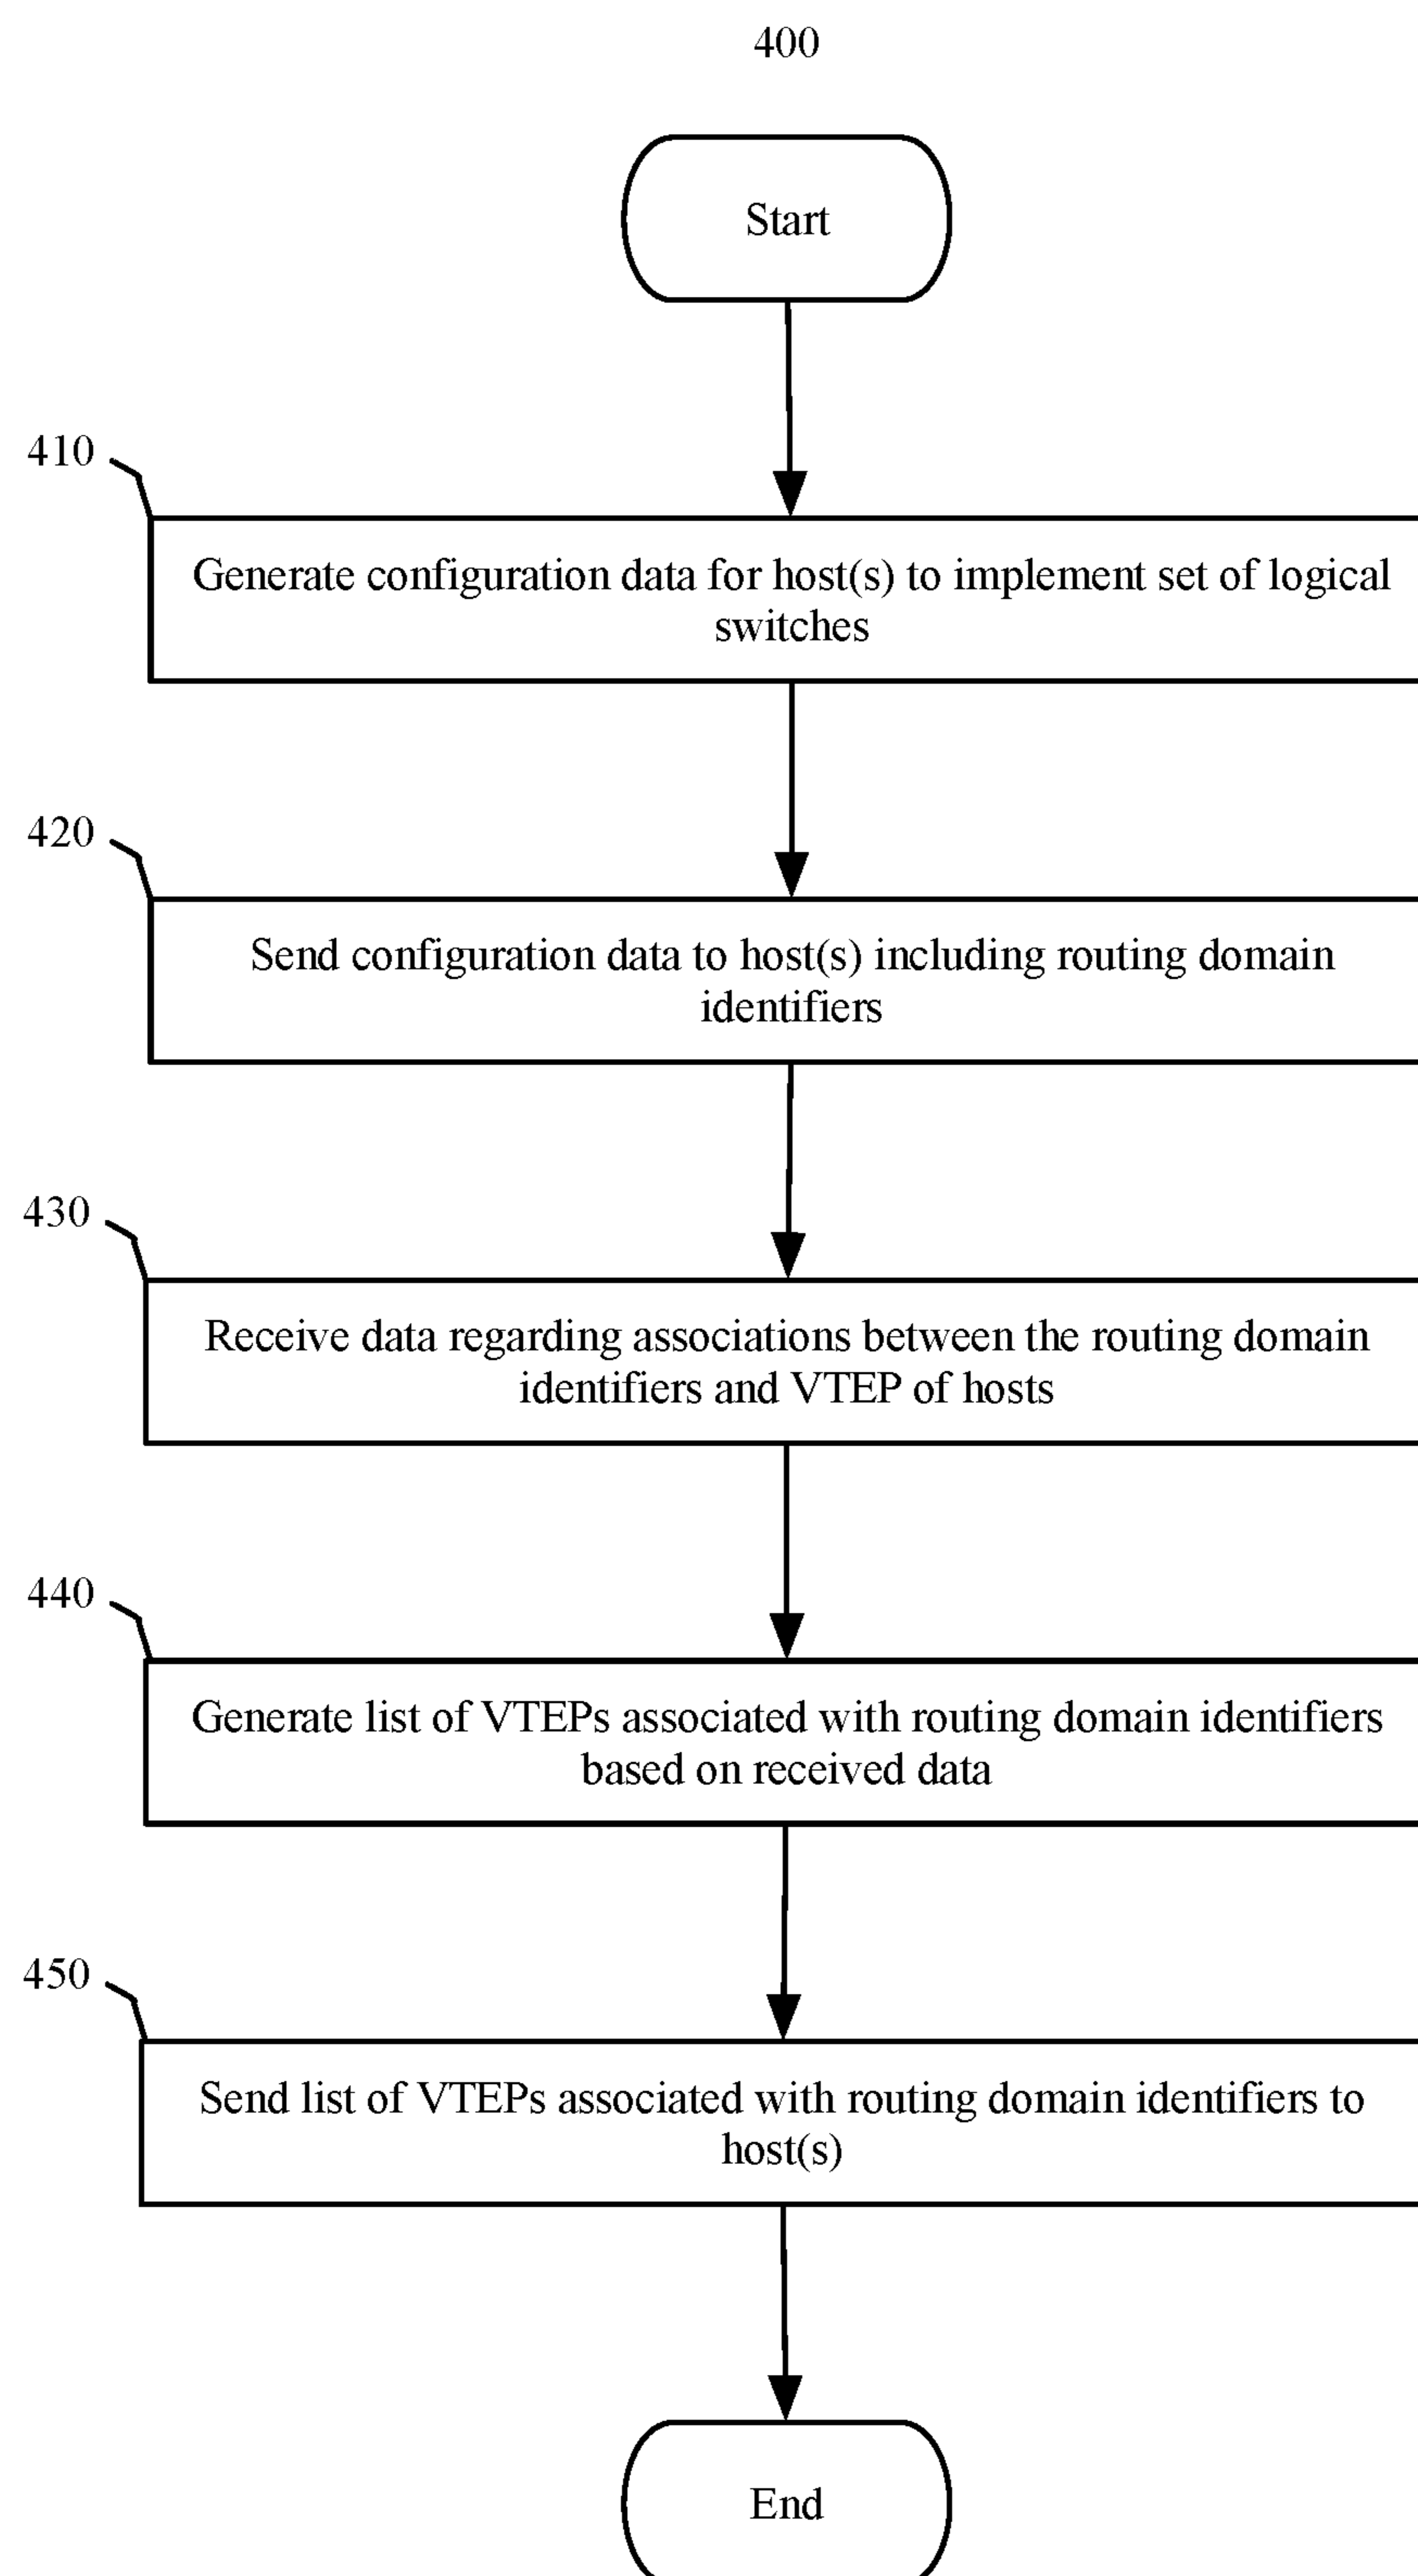 400
Start
410
Generate configuration data for host(s) to implement set of logical
switches
420
Send configuration data to host(s) including routing domain
identifiers
430
Receive data regarding associations between the routing domain
identifiers and VTEP of hosts
440
Generate list of VTEPs associated with routing domain identifiers
based on received data
450
Send list of VTEPs associated with routing domain identifiers to
host(s)
End